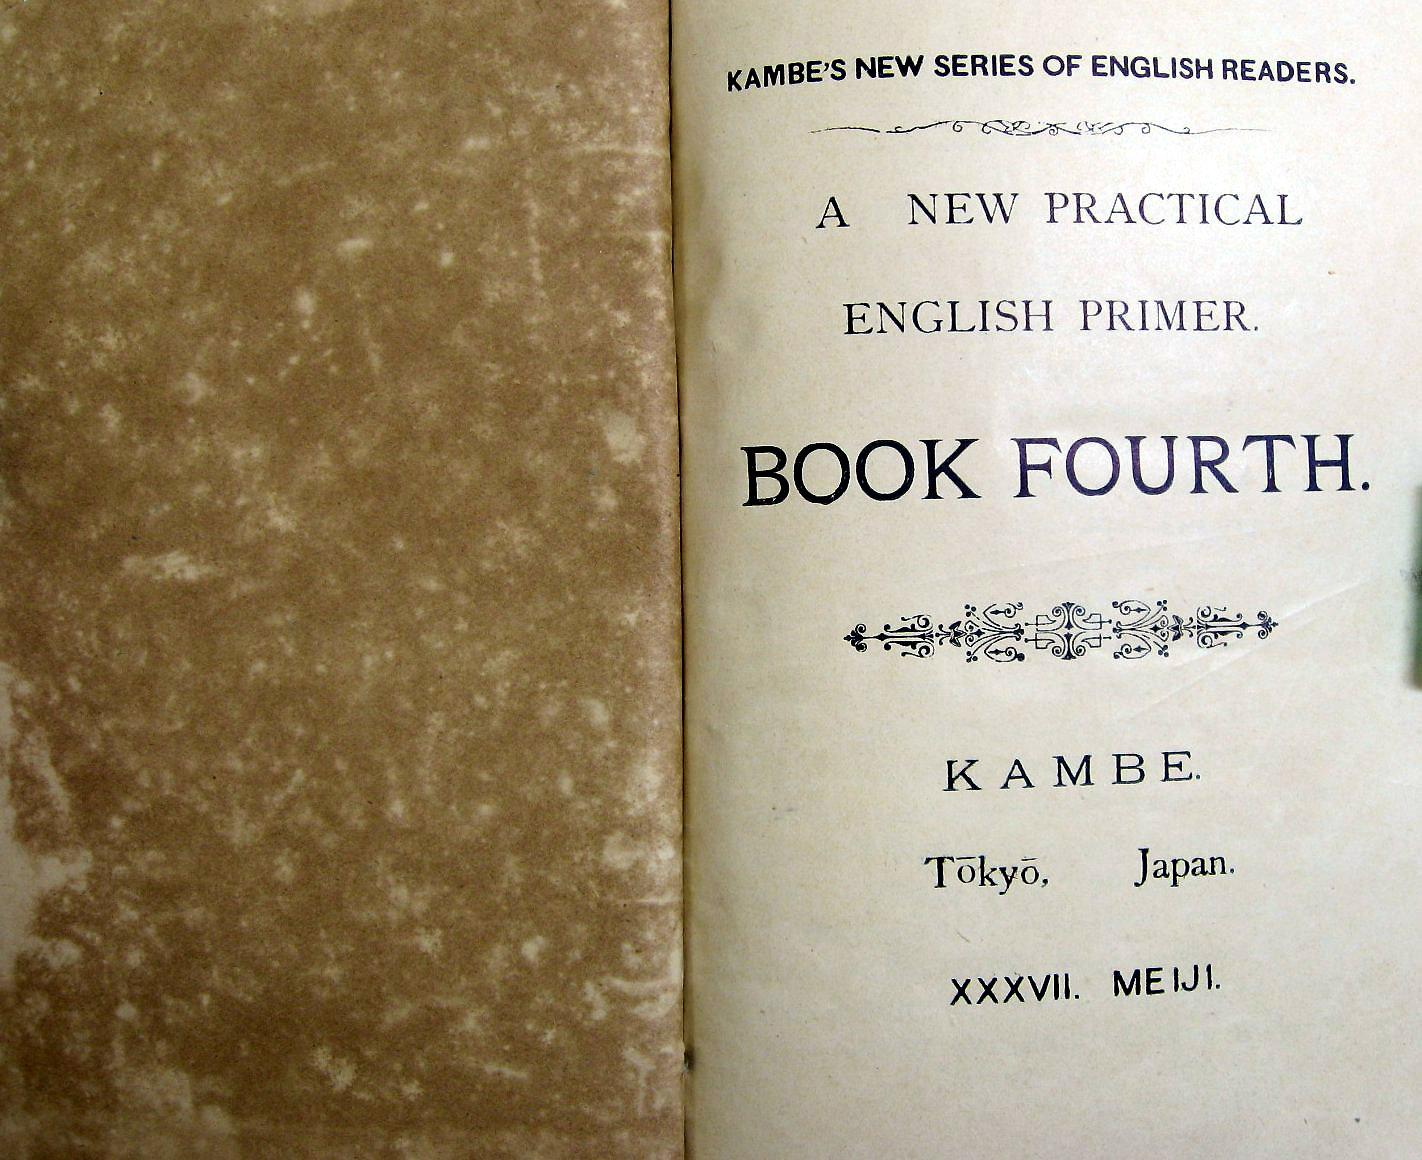 KAMBE'S NEW SERIES OF ENGLISH READERS.
A NEW PRACTICAL
ENGLISH PRIMER.
BOOK FOURTH.
KAMBE.
Tōkyō, Japan.
XXXVII. MEIJI.